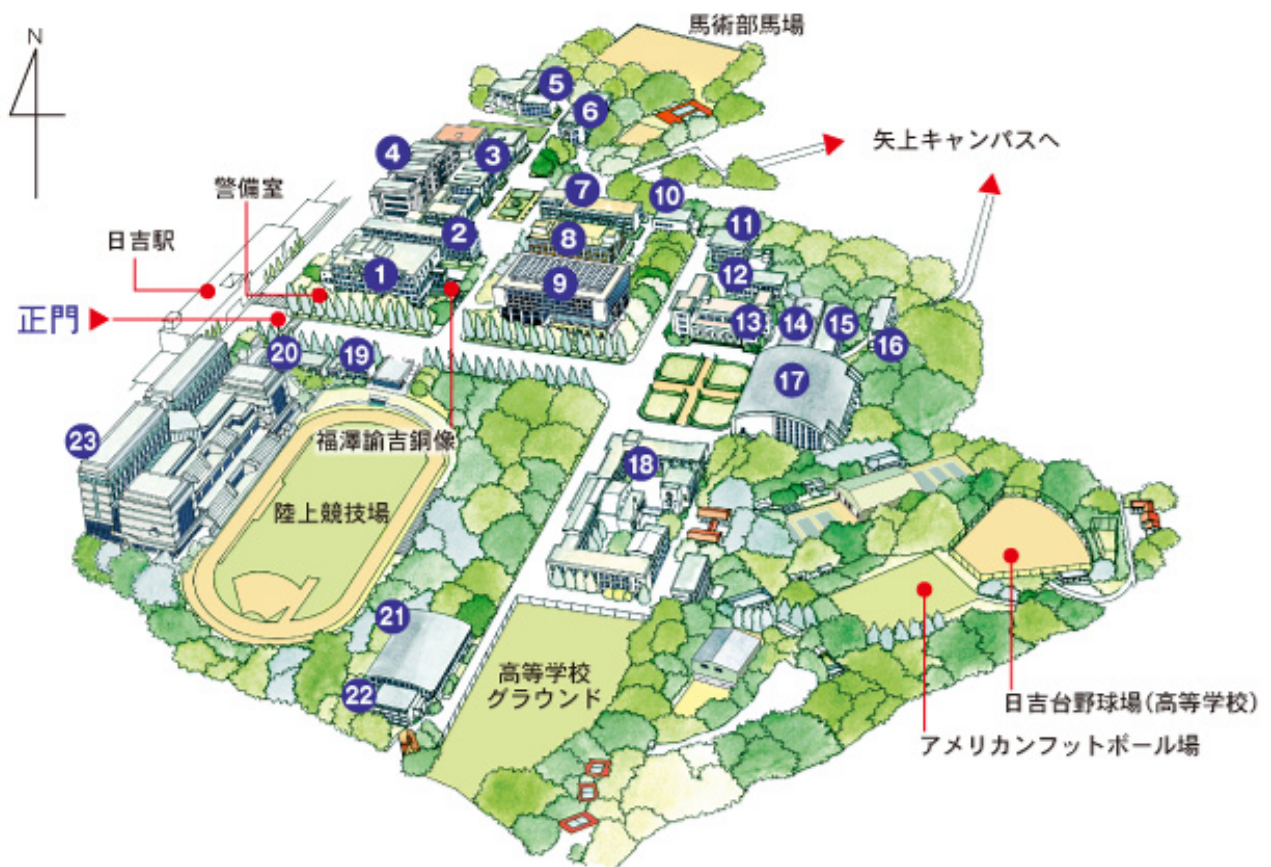 馬術部馬場
N
5
6
4
3
矢上キャンパスへ
警備室
7
10
11
日吉駅
2
8
12
1
9
正門
13
14
15
16
20
19
17
23
福澤諭吉銅像
18
陸上競技場
21
高等学校
グラウンド
22
日吉台野球場(高等学校)
アメリカンフットボール場